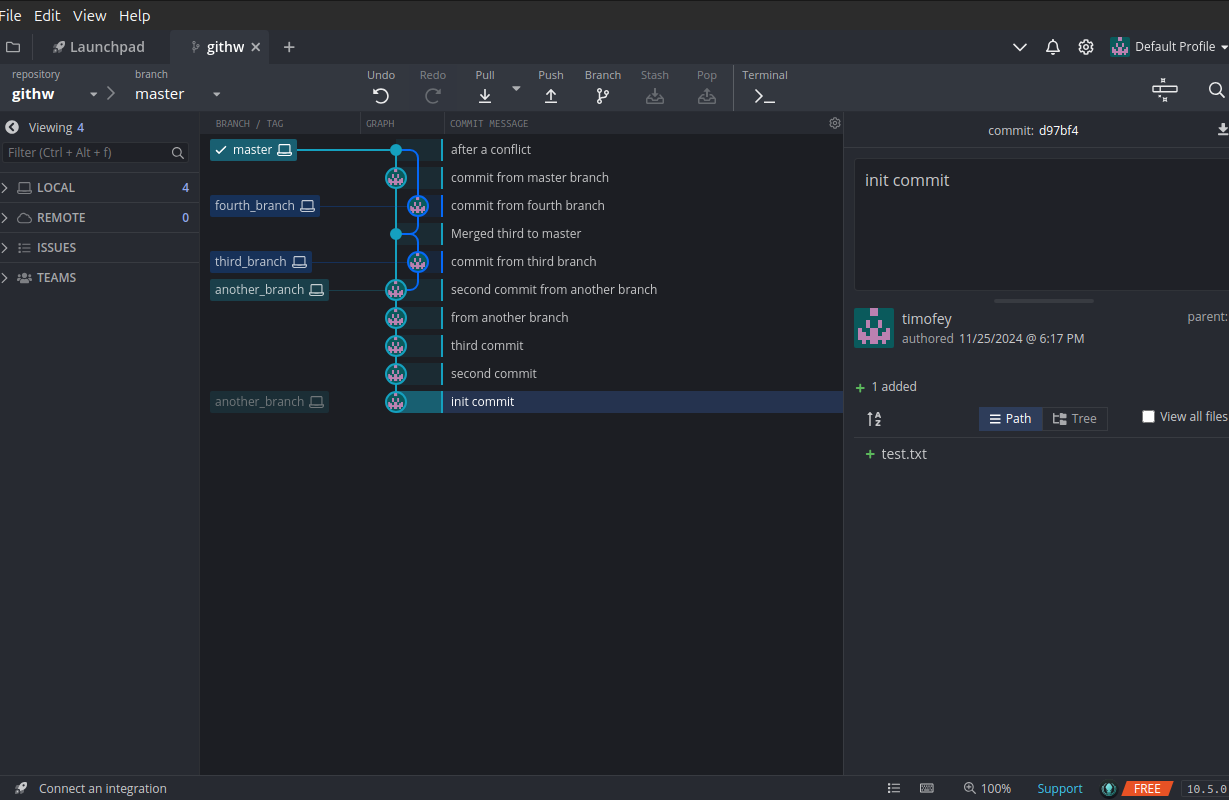 File Edit View Help
Launchpad githw Default Profile
repository branch
githw master
Undo Redo Pull Push Branch Stash Pop Terminal
Viewing 4
Filter (Ctrl + Alt + f)
LOCAL 4
REMOTE 0
ISSUES
TEAMS
BRANCH / TAG GRAPH COMMIT MESSAGE
master after a conflict
commit from master branch
fourth_branch commit from fourth branch
Merged third to master
third_branch commit from third branch
another_branch second commit from another branch
from another branch
third commit
second commit
another_branch init commit
commit: d97bf4
init commit
timofey parent:
authored 11/25/2024 @ 6:17 PM
+ 1 added
Path Tree View all files
+ test.txt
Connect an integration 100% Support FREE 10.5.0